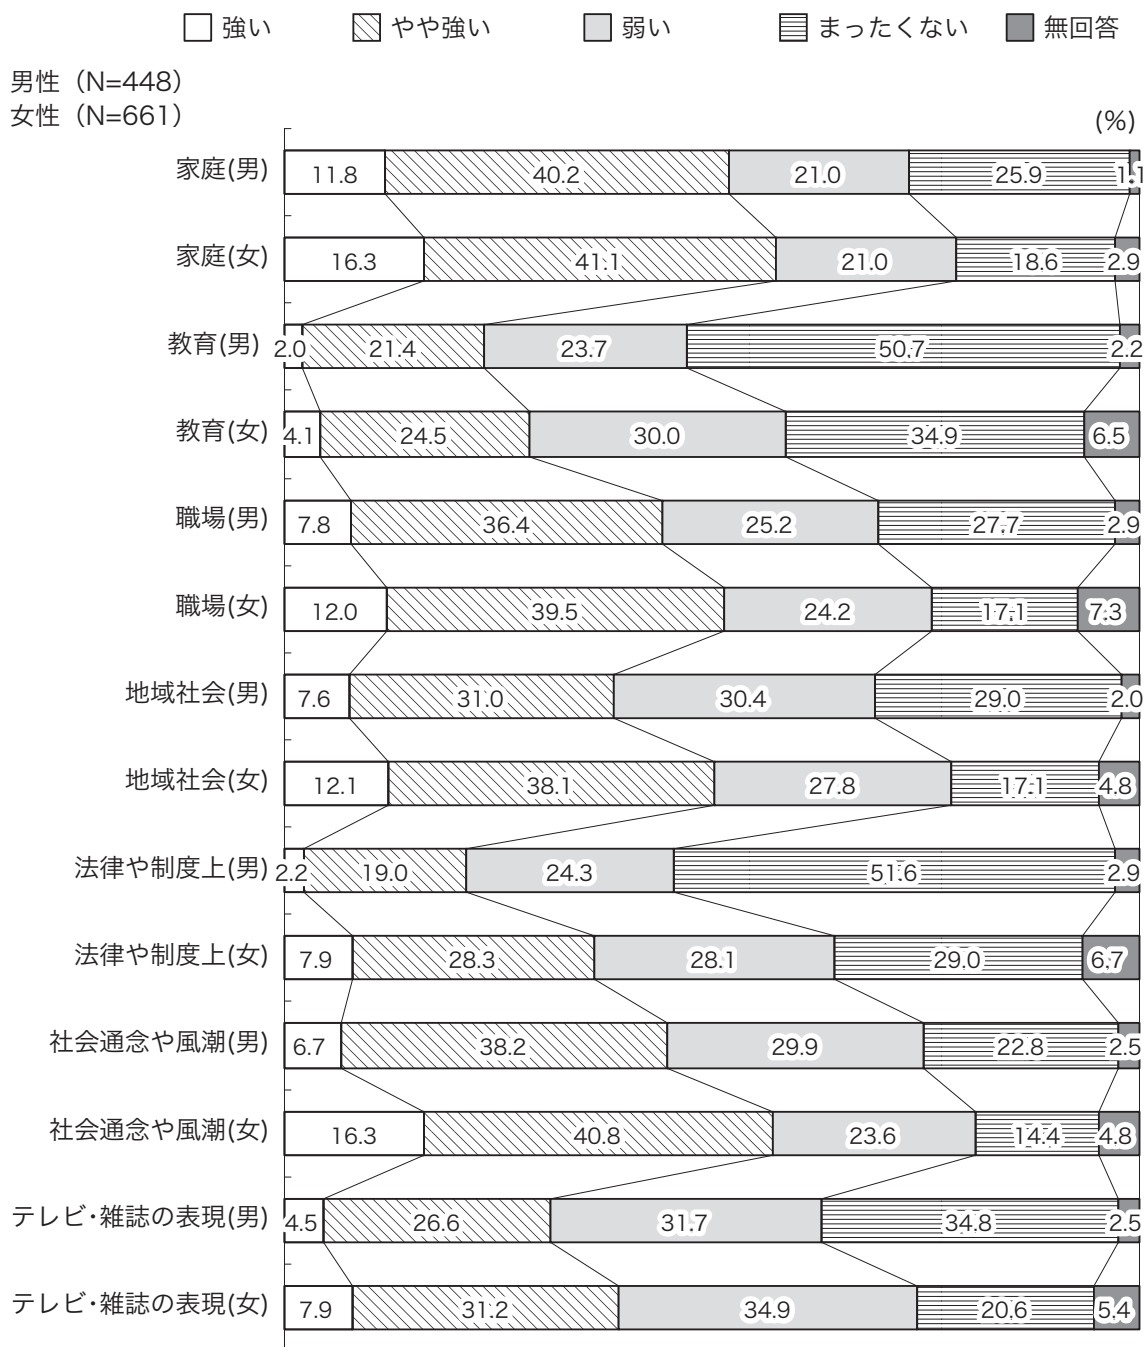 強い やや強い 弱い まったくない 無回答
男性（N=448）
女性（N=661）
(%)
家庭(男) 11.8 40.2 21.0 25.9 1.1
家庭(女) 16.3 41.1 21.0 18.6 2.9
教育(男) 2.0 21.4 23.7 50.7 2.2
教育(女) 4.1 24.5 30.0 34.9 6.5
職場(男) 7.8 36.4 25.2 27.7 2.9
職場(女) 12.0 39.5 24.2 17.1 7.3
地域社会(男) 7.6 31.0 30.4 29.0 2.0
地域社会(女) 12.1 38.1 27.8 17.1 4.8
法律や制度上(男) 2.2 19.0 24.3 51.6 2.9
法律や制度上(女) 7.9 28.3 28.1 29.0 6.7
社会通念や風潮(男) 6.7 38.2 29.9 22.8 2.5
社会通念や風潮(女) 16.3 40.8 23.6 14.4 4.8
テレビ･雑誌の表現(男) 4.5 26.6 31.7 34.8 2.5
テレビ･雑誌の表現(女) 7.9 31.2 34.9 20.6 5.4